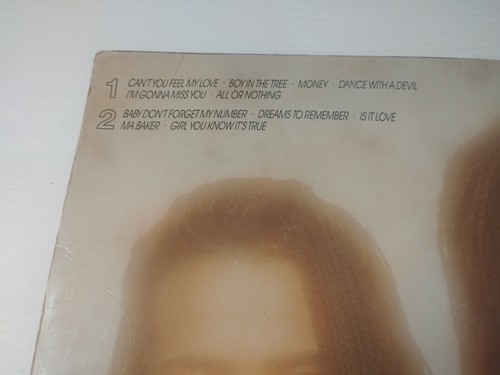 1 CAN'T YOU FEEL MY LOVE · BOY IN THE TREE · MONEY · DANCE WITH A DEVIL
I'M GONNA MISS YOU · ALL OR NOTHING
2 BABY DON'T FORGET MY NUMBER · DREAMS TO REMEMBER · IS IT LOVE
MA BAKER · GIRL YOU KNOW IT'S TRUE